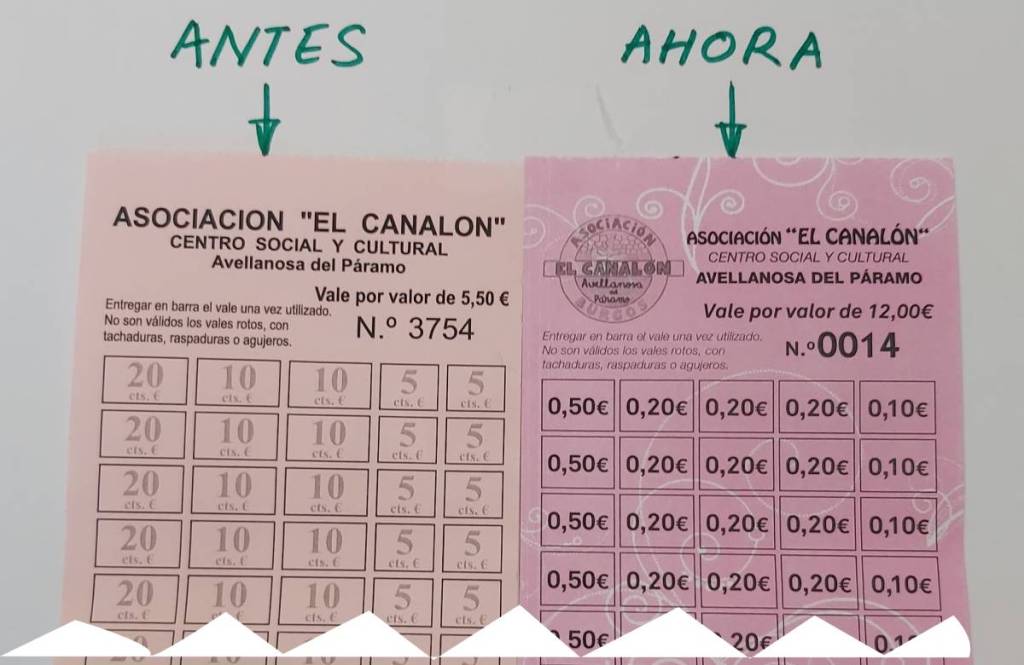 ANTES
AHORA
ASOCIACION "EL CANALON"
CENTRO SOCIAL Y CULTURAL
Avellanosa del Páramo
Vale por valor de 5,50 €
Entregar en barra el vale una vez utilizado.
No son válidos los vales rotos, con
tachaduras, raspaduras o agujeros.
N.º 3754
20 cts. € 10 cts. € 10 cts. € 5 cts. € 5 cts. €
20 cts. € 10 cts. € 10 cts. € 5 cts. € 5 cts. €
20 cts. € 10 cts. € 10 cts. € 5 cts. € 5 cts. €
20 cts. € 10 cts. € 10 cts. € 5 cts. € 5 cts. €
20 cts. € 10 cts. € 10 cts. € 5 cts. € 5 cts. €
ASOCIACIÓN
EL CANALÓN
Avellanosa
del
Páramo
BURGOS
ASOCIACIÓN “EL CANALÓN”
CENTRO SOCIAL Y CULTURAL
AVELLANOSA DEL PÁRAMO
Vale por valor de 12,00€
Entregar en barra el vale una vez utilizado.
No son válidos los vales rotos, con
tachaduras, raspaduras o agujeros.
N.º 0014
0,50€ 0,20€ 0,20€ 0,20€ 0,10€
0,50€ 0,20€ 0,20€ 0,20€ 0,10€
0,50€ 0,20€ 0,20€ 0,20€ 0,10€
0,50€ 0,20€ 0,20€ 0,20€ 0,10€